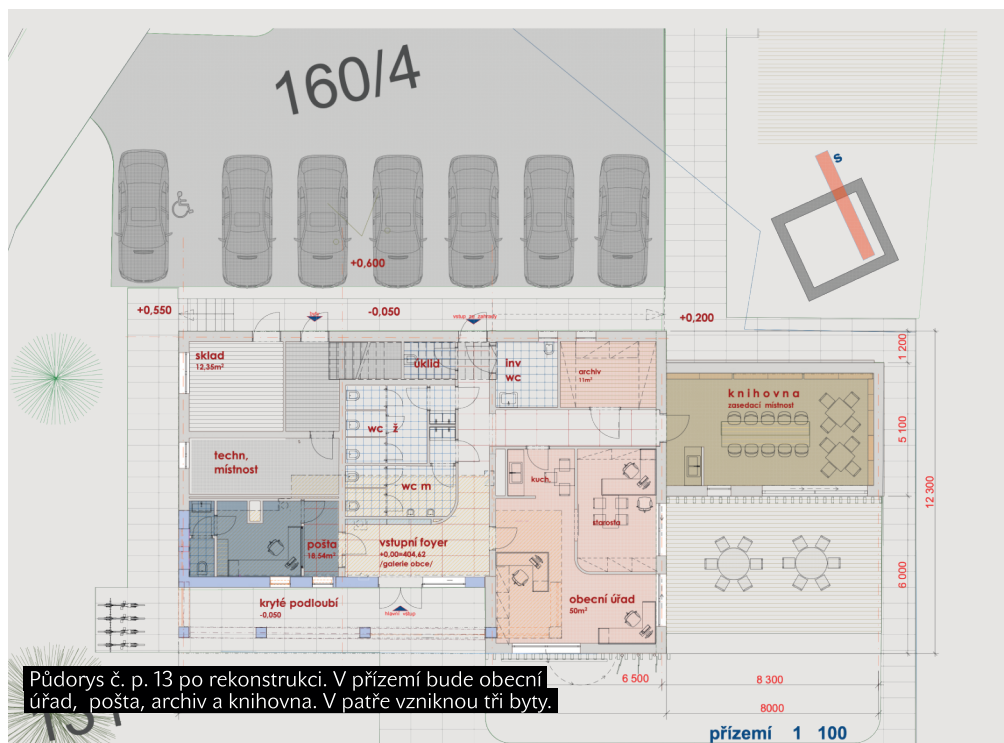 160/4
S
+0,600
+0,550
-0,050
+0,200
vstup ze zahrady
sklad
12,35m²
úklid
inv
wc
archiv
11m²
knihovna
zasedací místnost
1 200
5 100
12 300
6 000
wc ž
techn,
místnost
wc m
kuch.
starosta
pošta
18,54m²
vstupní foyer
+0,00=404,62
/galerie obce/
obecní úřad
50m²
kryté podloubí
-0,050
hlavní vstup
6 500
8 300
8000
Půdorys č. p. 13 po rekonstrukci. V přízemí bude obecní
úřad, pošta, archiv a knihovna. V patře vzniknou tři byty.
přízemí 1 100